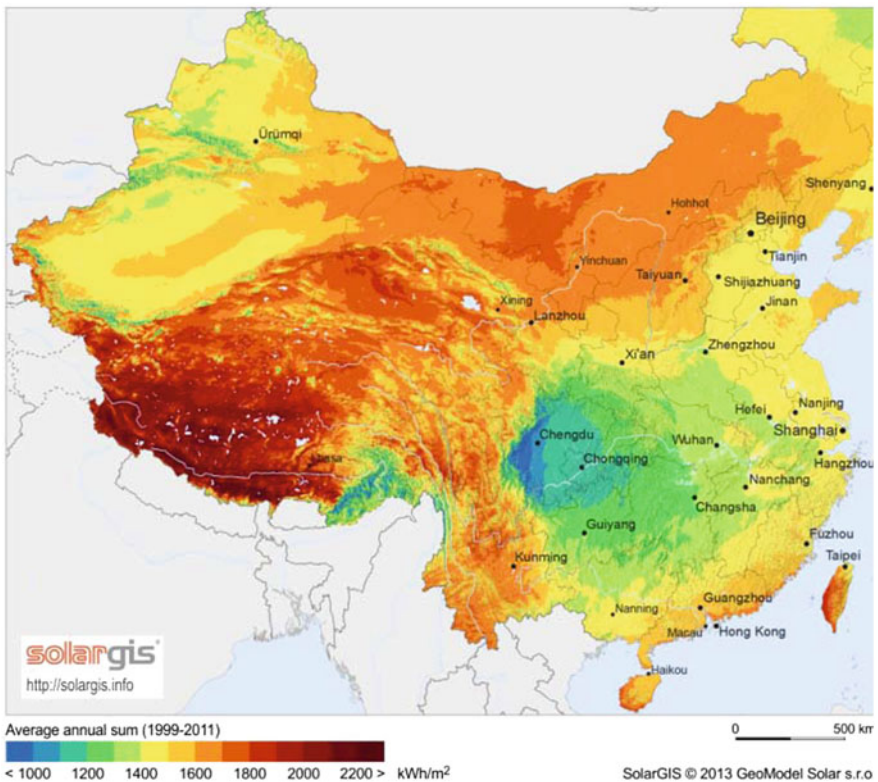 Ürümqi
Shenyang
Hohhot
Beijing
Tianjin
Yinchuan
Taiyuan
Shijiazhuang
Xining
Jinan
Lanzhou
Zhengzhou
Xi'an
Nanjing
Hefei
Chengdu
Wuhan
Shanghai
Chongqing
Hangzhou
Lhasa
Nanchang
Changsha
Guiyang
Fuzhou
Kunming
Taipei
Guangzhou
Nanning
Macau
Hong Kong
Haikou
solargis
http://solargis.info
Average annual sum (1999-2011)
0 500 km
< 1000 1200 1400 1600 1800 2000 2200 > kWh/m²
SolarGIS © 2013 GeoModel Solar s.r.o